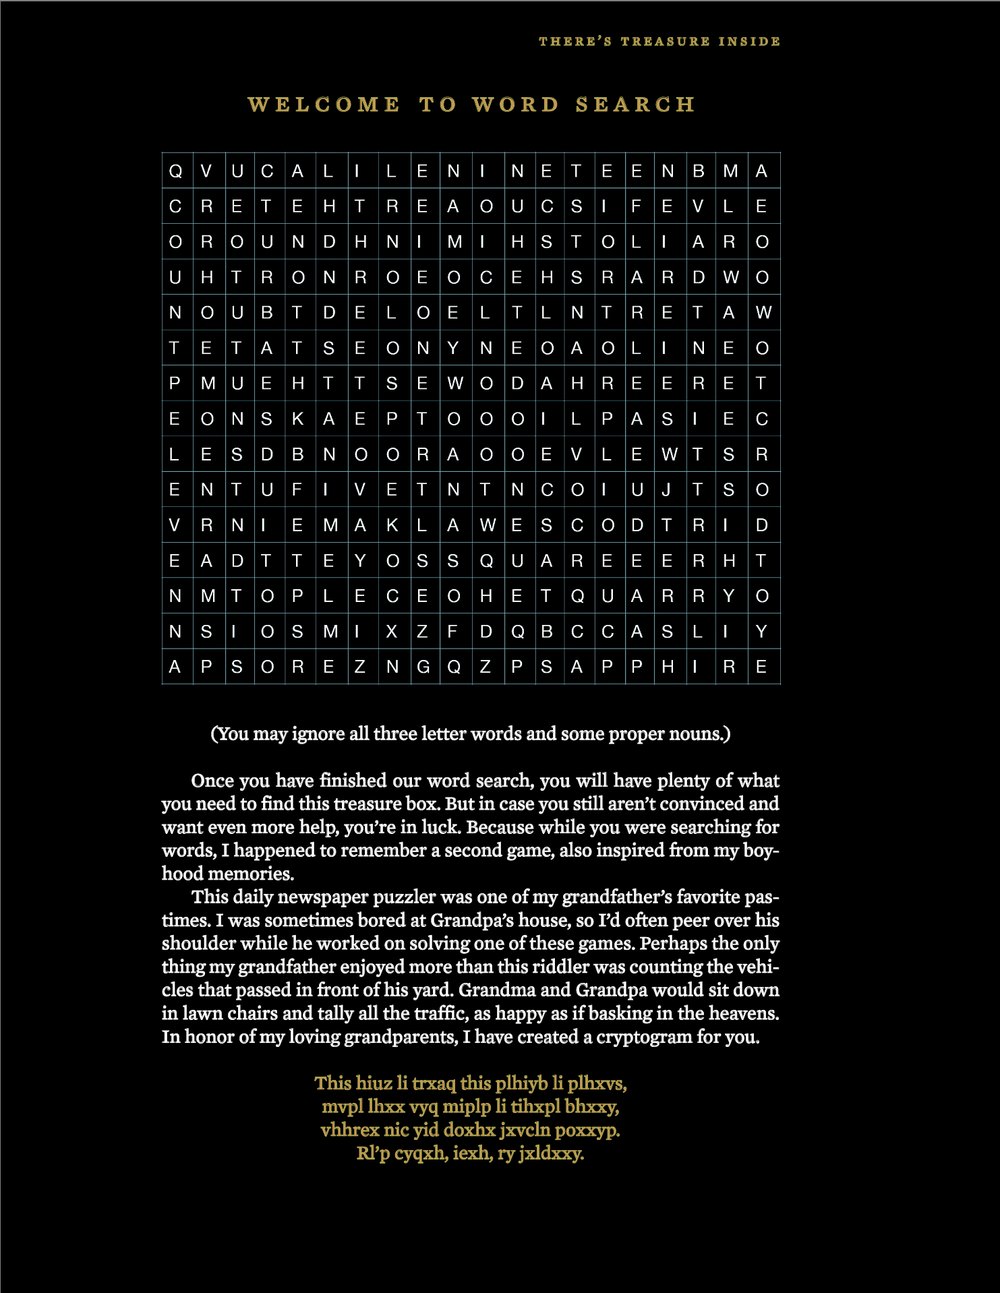 THERE'S TREASURE INSIDE
WELCOME TO WORD SEARCH
Q V U C A L I L E N I N E T E E N B M A
C R E T E H T R E A O U C S I F E V L E
O R O U N D H N I M I H S T O L I A R O
U H T R O N R O E O C E H S R A R D W O
N O U B T D E L O E L T L N T R E T A W
T E T A T S E O N Y N E O A O L I N E O
P M U E H T T S E W O D A H R E E R E T
E O N S K A E P T O O O I L P A S I E C
L E S D B N O O R A O O E V L E W T S R
E N T U F I V E T N T N C O I U J T S O
V R N I E M A K L A W E S C O D T R I D
E A D T T E Y O S S Q U A R E E E R H T
N M T O P L E C E O H E T Q U A R R Y O
N S I O S M I X Z F D Q B C C A S L I Y
A P S O R E Z N G Q Z P S A P P H I R E
(You may ignore all three letter words and some proper nouns.)
Once you have finished our word search, you will have plenty of what
you need to find this treasure box. But in case you still aren't convinced and
want even more help, you're in luck. Because while you were searching for
words, I happened to remember a second game, also inspired from my boy-
hood memories.
This daily newspaper puzzler was one of my grandfather's favorite pas-
times. I was sometimes bored at Grandpa's house, so I'd often peer over his
shoulder while he worked on solving one of these games. Perhaps the only
thing my grandfather enjoyed more than this riddler was counting the vehi-
cles that passed in front of his yard. Grandma and Grandpa would sit down
in lawn chairs and tally all the traffic, as happy as if basking in the heavens.
In honor of my loving grandparents, I have created a cryptogram for you.
This hiuz li trxaq this plhiyb li plhxvs,
mvpl lhxx vyq miplp li tihxpl bhxxy,
vhhrex nic yid doxhx jxvcln poxxyp.
Rl'p cyqxh, iexh, ry jxldxxy.